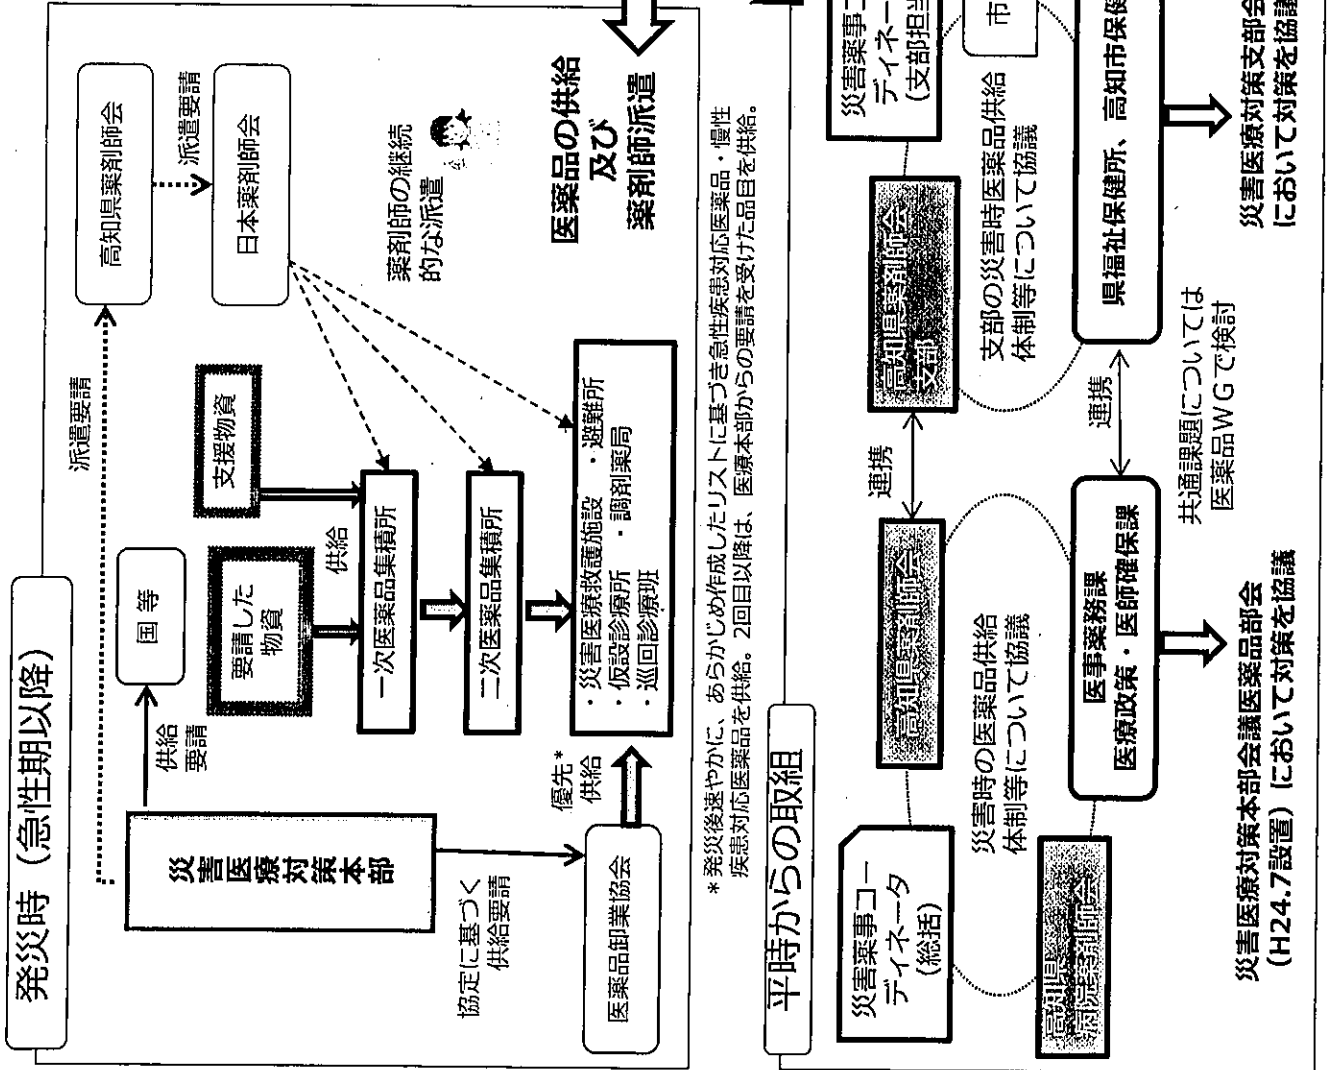 発災時（急性期以降）
災害医療対策本部
派遣要請
高知県薬剤師会
派遣要請
日本薬剤師会
供給
要請
国等
要請した
物資
支援物資
供給
一次医薬品集積所
二次医薬品集積所
・災害医療救護施設　・避難所
・仮設診療所　・調剤薬局
・巡回診療班
薬剤師の継続
的な派遣
協定に基づく
供給要請
医薬品卸業協会
優先*
供給
医薬品の供給
及び
薬剤師派遣
*発災後速やかに、あらかじめ作成したリストに基づき急性疾患対応医薬品・慢性
疾患対応医薬品を供給。2回目以降は、医療本部からの要請を受けた品目を供給。
平時からの取組
災害薬事コー
ディネータ
（総括）
高知県薬剤師会
連携
高知県薬剤師会
支部
災害薬事コ
ディネー
（支部担当
市
災害時の医薬品供給
体制等について協議
支部の災害時医薬品供給
体制等について協議
高知県
病院薬剤師会
医事薬務課
医療政策・医師確保課
連携
県福祉保健所、高知市保健
共通課題については
医薬品WGで検討
災害医療対策本部会議医薬品部会
（H24.7設置）において対策を協議
災害医療対策支部会
において対策を協議